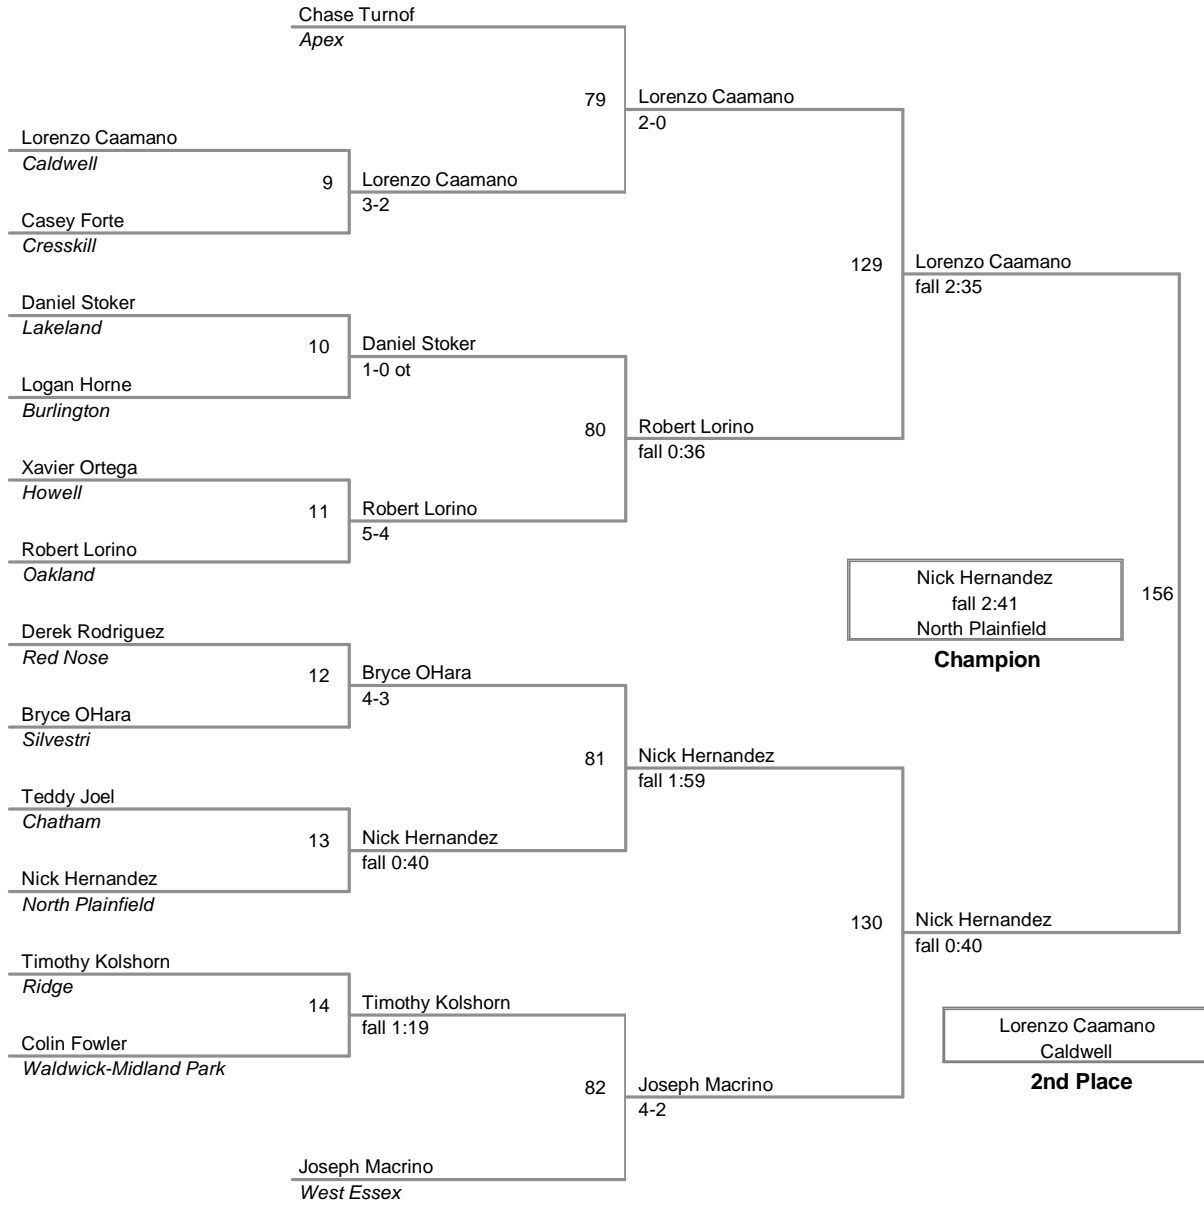 Chase Turnof
Apex
79
Lorenzo Caamano
2-0
Lorenzo Caamano
Caldwell
9
Lorenzo Caamano
3-2
Casey Forte
Cresskill
129
Lorenzo Caamano
fall 2:35
Daniel Stoker
Lakeland
10
Daniel Stoker
1-0 ot
Logan Horne
Burlington
80
Robert Lorino
fall 0:36
Xavier Ortega
Howell
11
Robert Lorino
5-4
Robert Lorino
Oakland
Nick Hernandez
fall 2:41
North Plainfield
Champion
156
Derek Rodriguez
Red Nose
12
Bryce OHara
4-3
Bryce OHara
Silvestri
81
Nick Hernandez
fall 1:59
Teddy Joel
Chatham
13
Nick Hernandez
fall 0:40
Nick Hernandez
North Plainfield
130
Nick Hernandez
fall 0:40
Timothy Kolshorn
Ridge
14
Timothy Kolshorn
fall 1:19
Colin Fowler
Waldwick-Midland Park
Lorenzo Caamano
Caldwell
2nd Place
82
Joseph Macrino
4-2
Joseph Macrino
West Essex